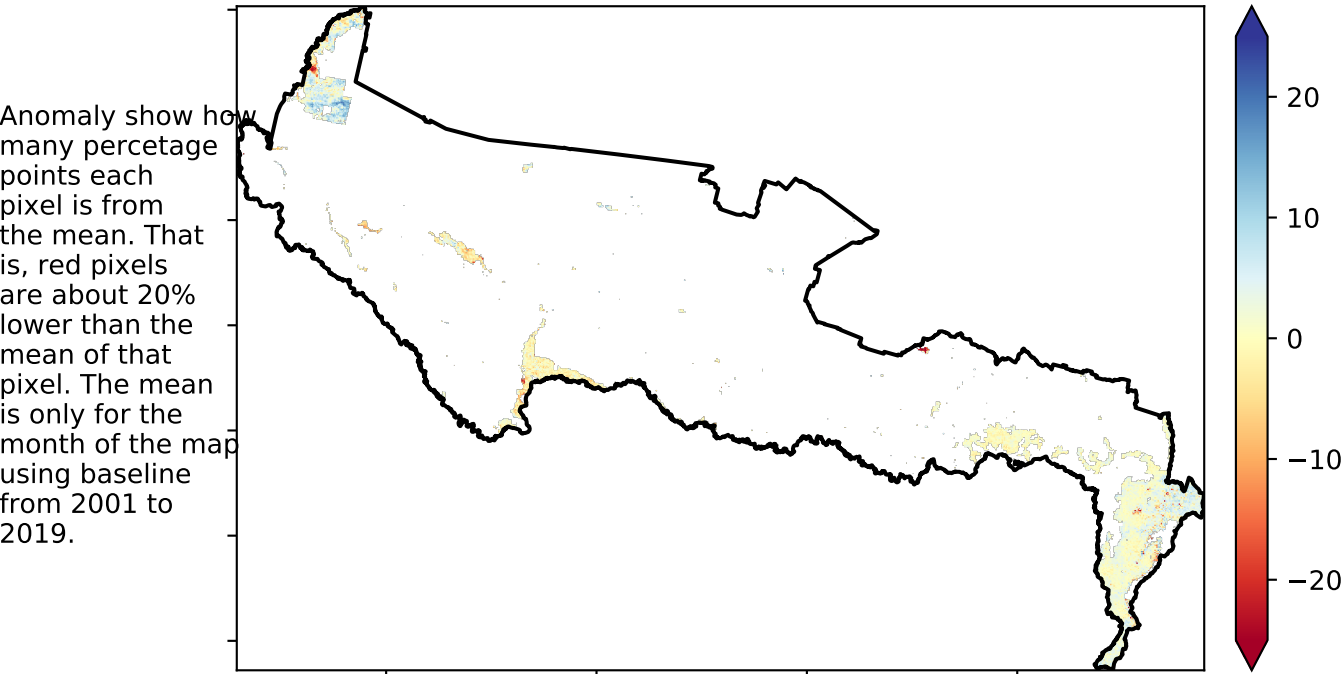 Anomaly show how
many percetage
points each
pixel is from
the mean. That
is, red pixels
are about 20%
lower than the
mean of that
pixel. The mean
is only for the
month of the map
using baseline
from 2001 to
2019.
20
10
0
−10
−20